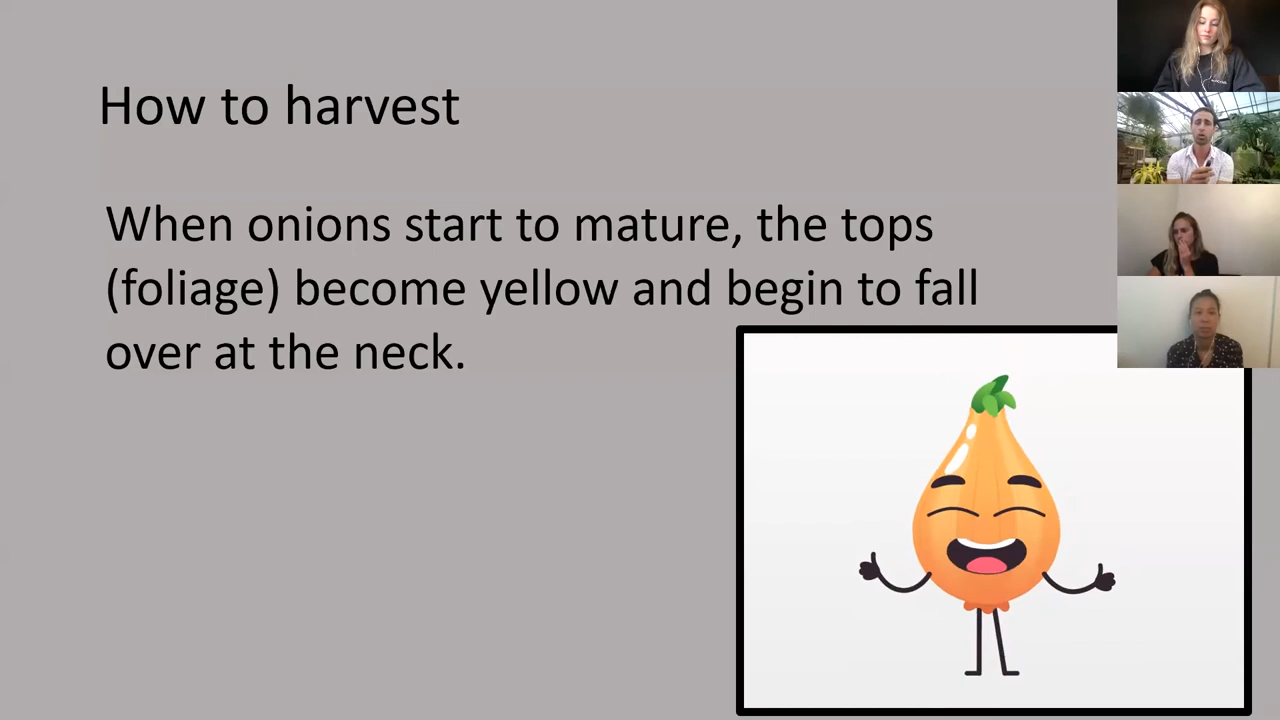 How to harvest
When onions start to mature, the tops
(foliage) become yellow and begin to fall
over at the neck.